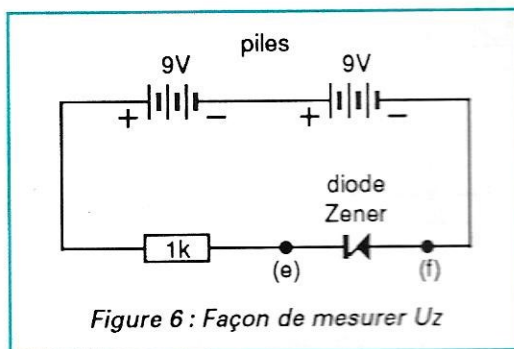 piles
9V 9V
+ − + −
diode
Zener
1k
(e) (f)
Figure 6 : Façon de mesurer Uz